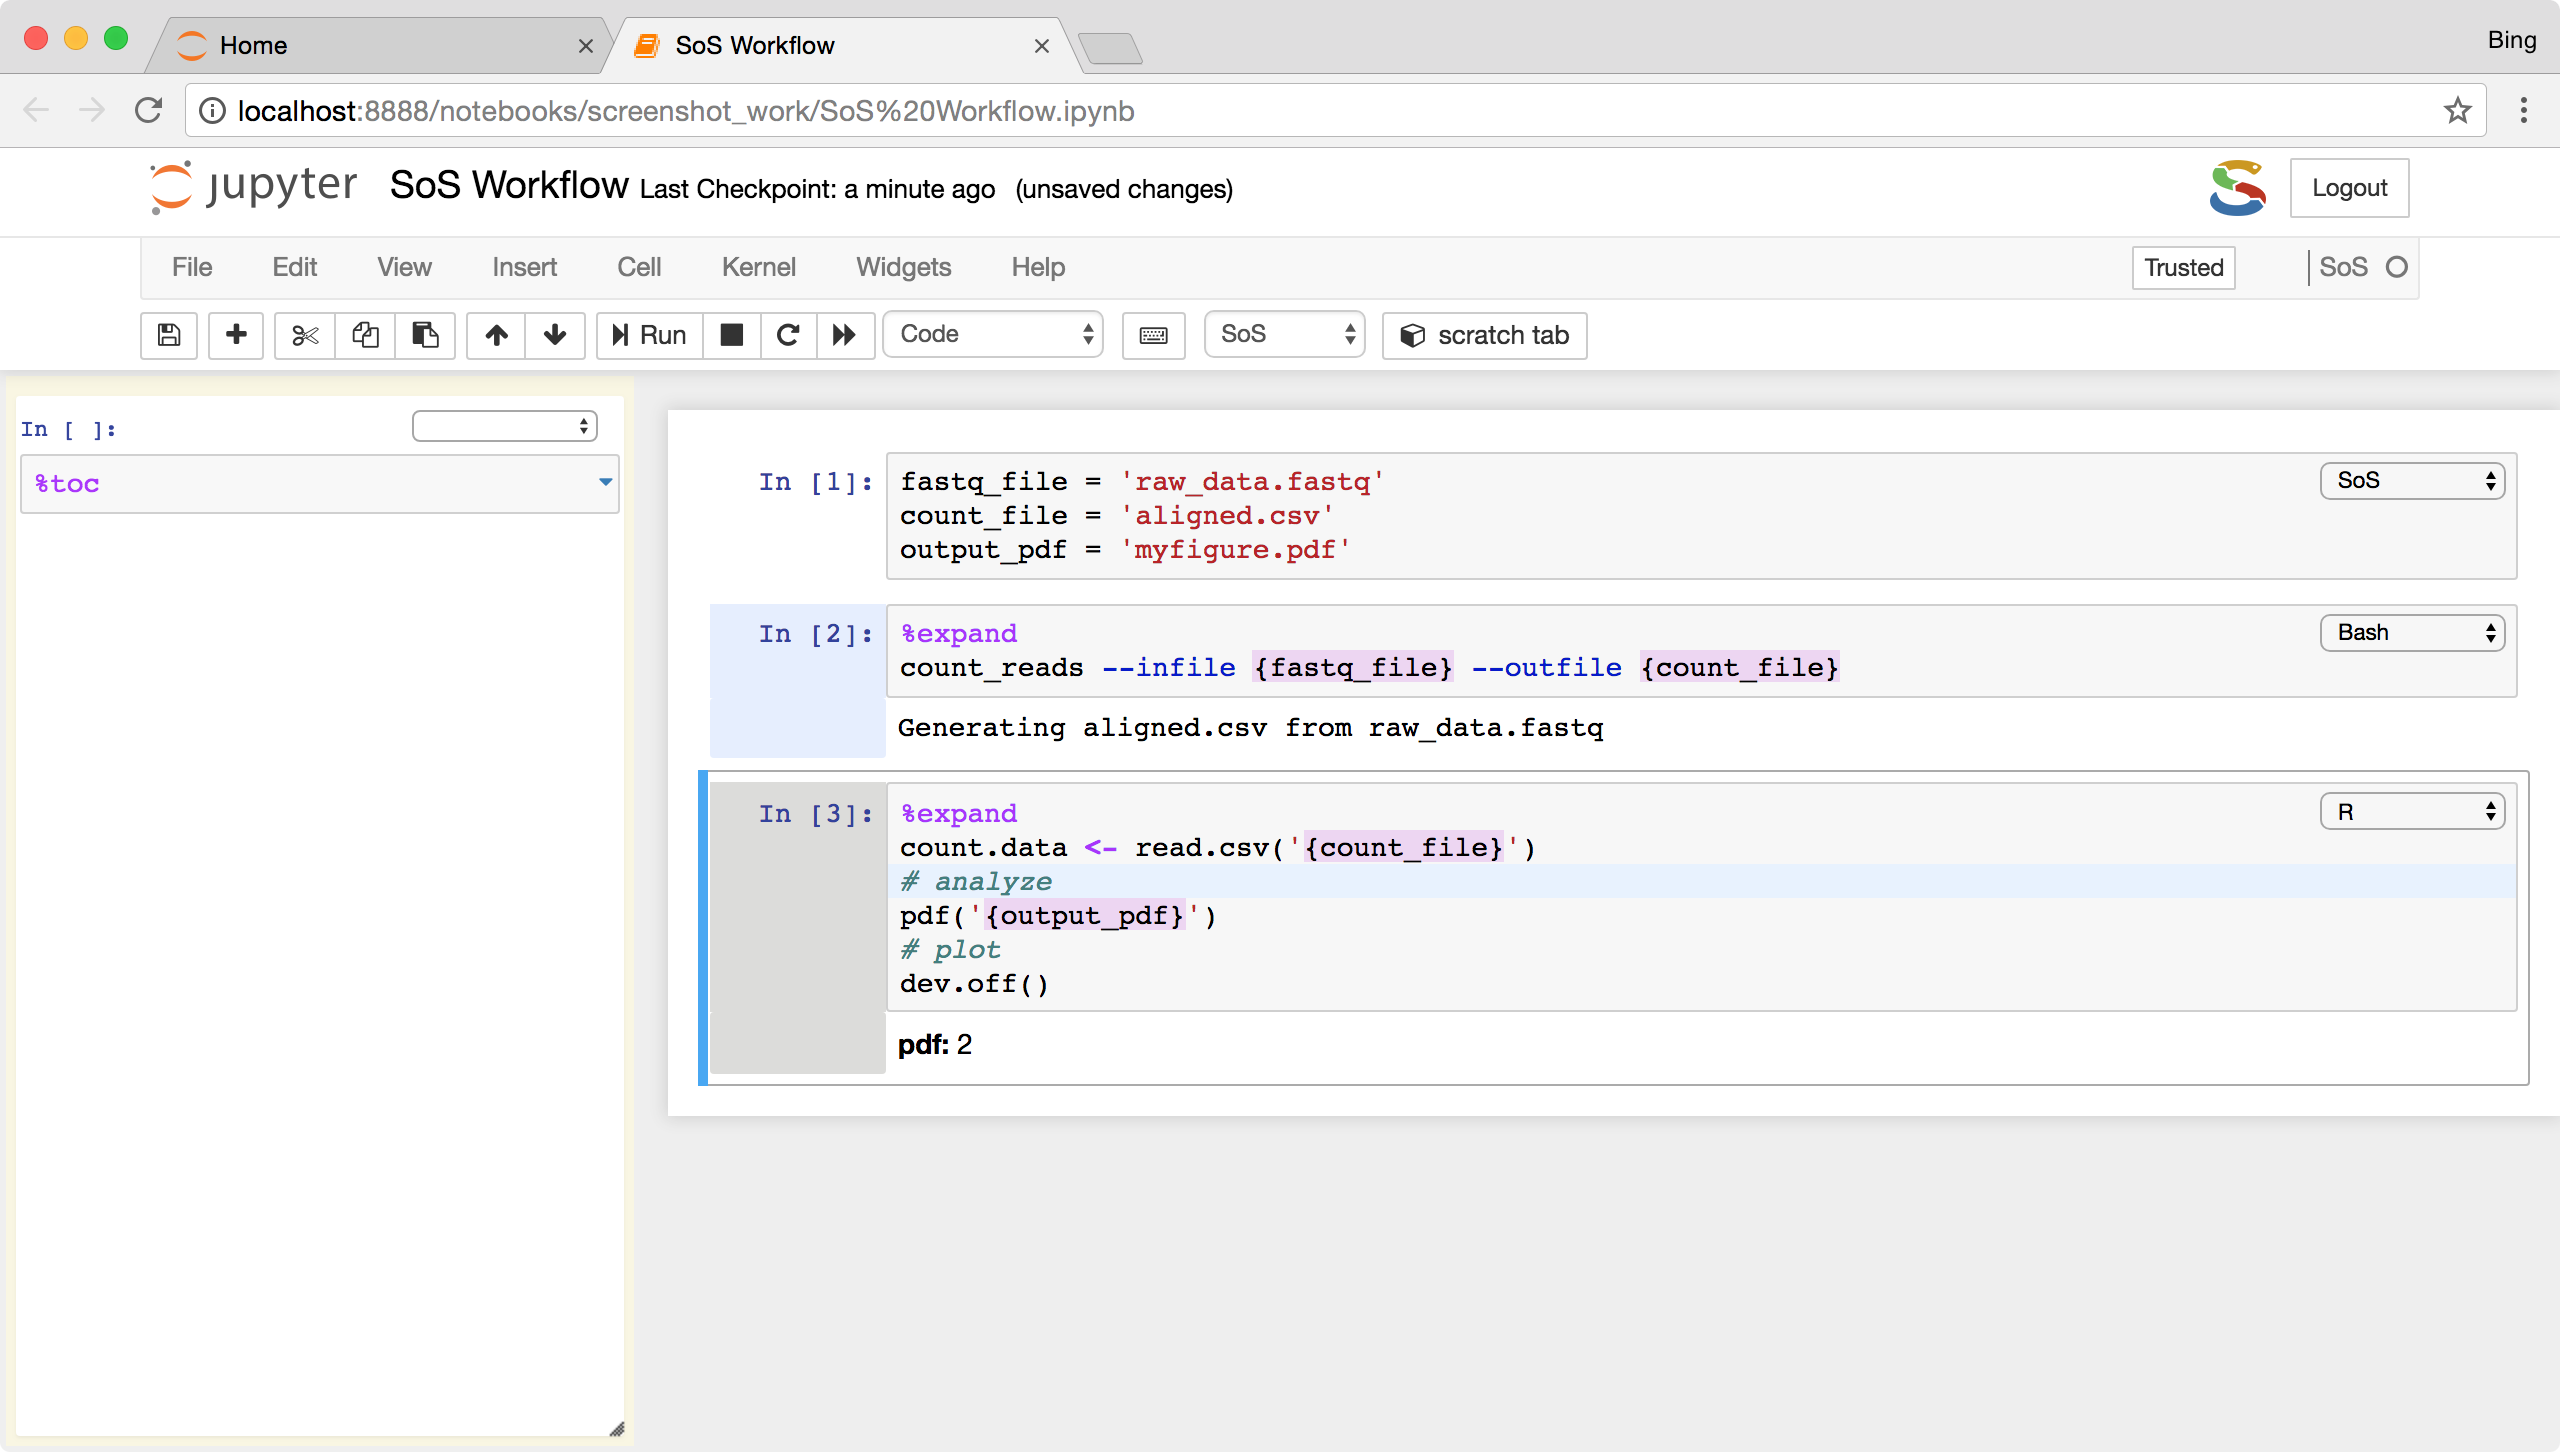 Home
SoS Workflow
Bing
localhost:8888/notebooks/screenshot_work/SoS%20Workflow.ipynb
jupyter SoS Workflow Last Checkpoint: a minute ago (unsaved changes)
Logout
File Edit View Insert Cell Kernel Widgets Help
Trusted
SoS
Run
Code
SoS
scratch tab
In [ ]:
%toc
In [1]:
fastq_file = 'raw_data.fastq'
count_file = 'aligned.csv'
output_pdf = 'myfigure.pdf'
SoS
In [2]:
%expand
count_reads --infile {fastq_file} --outfile {count_file}
Bash
Generating aligned.csv from raw_data.fastq
In [3]:
%expand
count.data <- read.csv('{count_file}')
# analyze
pdf('{output_pdf}')
# plot
dev.off()
R
pdf: 2